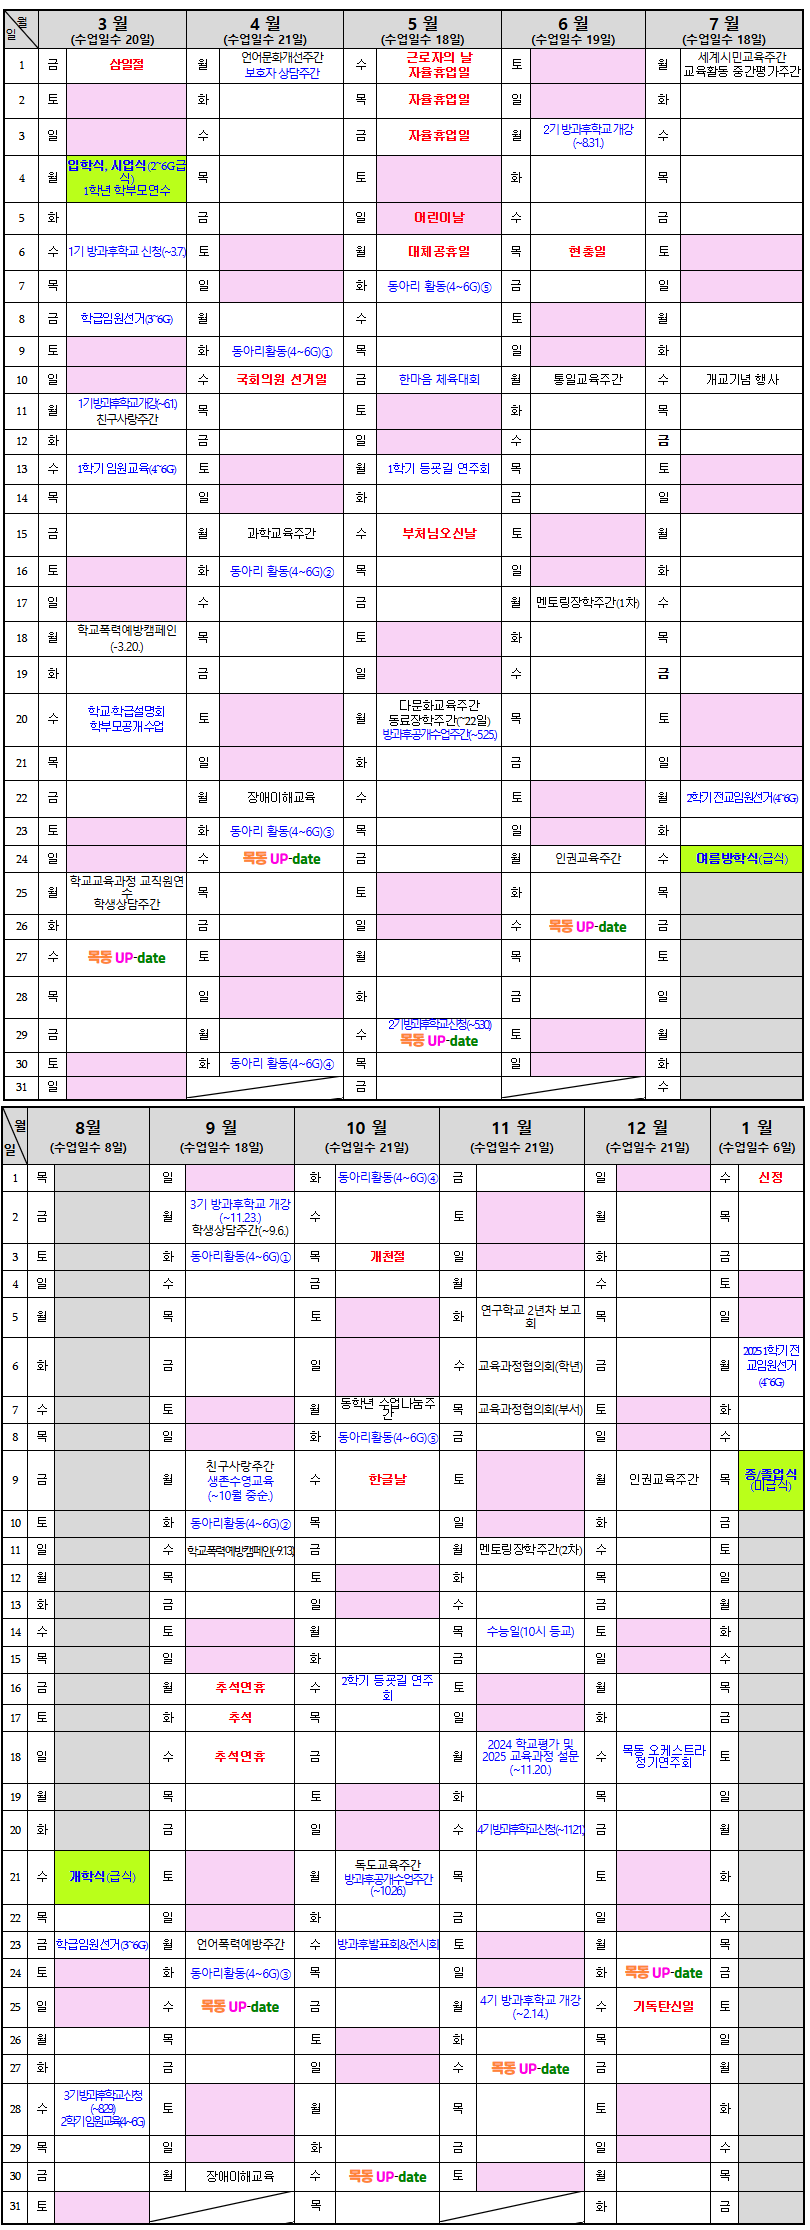 월
일
3 월
(수업일수 20일)
4 월
(수업일수 21일)
5 월
(수업일수 18일)
6 월
(수업일수 19일)
7 월
(수업일수 18일)
1 금 삼일절 월 언어문화개선주간 수 근로자의 날 토 월 세계시민교육주간
보호자 상담주간 자율휴업일 교육활동 중간평가주간
2 토 화 목 자율휴업일 일 화
3 일 수 금 자율휴업일 월 2기 방과후학교 개강 수
(~8.31.)
4 월 입학식, 시업식(2~6G급 목 토 화 목
식)
1학년 학부모연수
5 화 금 일 어린이날 수 금
6 수 1기 방과후학교 신청(~3.7.) 토 월 대체공휴일 목 현충일 토
7 목 일 화 동아리 활동(4~6G)⑤ 금 일
8 금 학급임원선거(3~6G) 월 수 토 월
9 토 화 동아리활동(4~6G)① 목 일 화
10 일 수 국회의원 선거일 금 한마음 체육대회 월 통일교육주간 수 개교기념 행사
11 월 1기방과후학교개강(~6.1.) 목 토 화 목
친구사랑주간
12 화 금 일 수 금
13 수 1학기 임원교육(4~6G) 토 월 1학기 등굣길 연주회 목 토
14 목 일 화 금 일
15 금 월 과학교육주간 수 부처님오신날 토 월
16 토 화 동아리 활동(4~6G)② 목 일 화
17 일 수 금 월 멘토링장학주간(1차) 수
18 월 학교폭력예방캠페인 목 토 화 목
(-3.20.)
19 화 금 일 수 금
20 수 학교·학급설명회 토 월 다문화교육주간 목 토
학부모공개수업 동료장학주간(~22일)
방과후공개수업주간(~5.25.)
21 목 일 화 금 일
22 금 월 장애이해교육 수 토 월 2학기 전교임원선거(4~6G)
23 토 화 동아리 활동(4~6G)③ 목 일 화
24 일 수 목동 UP-date 금 월 인권교육주간 수 여름방학식(급식)
25 월 학교교육과정 교직원연 목 토 화 목
수
학생상담주간
26 화 금 일 수 목동 UP-date 금
27 수 목동 UP-date 토 월 목 토
28 목 일 화 금 일
29 금 월 수 2기방과후학교신청(~5.30.) 토 월
목동 UP-date
30 토 화 동아리 활동(4~6G)④ 목 일 화
31 일 금 수
월
일
8월
(수업일수 8일)
9 월
(수업일수 18일)
10 월
(수업일수 21일)
11 월
(수업일수 21일)
12 월
(수업일수 21일)
1 월
(수업일수 6일)
1 목 일 화 동아리활동(4~6G)④ 금 일 수 신정
2 금 월 3기 방과후학교 개강 수 토 월 목
(~11.23.)
학생상담주간(~9.6.)
3 토 화 동아리활동(4~6G)① 목 개천절 일 화 금
4 일 수 금 월 수 토
5 월 목 토 화 연구학교 2년차 보고 목 일
회
6 화 금 일 수 교육과정협의회(학년) 금 월 2025 1학기 전
교임원선거
(4~6G)
7 수 토 월 동학년 수업나눔주 목 교육과정협의회(부서) 토 화
간
8 목 일 화 동아리활동(4~6G)⑤ 금 일 수
9 금 월 친구사랑주간 수 한글날 토 월 인권교육주간 목 종/졸업식
생존수영교육 (미급식)
(~10월 중순.)
10 토 화 동아리활동(4~6G)② 목 일 화 금
11 일 수 학교폭력예방캠페인(~9.13.) 금 월 멘토링장학주간(2차) 수 토
12 월 목 토 화 목 일
13 화 금 일 수 금 월
14 수 토 월 목 수능일(10시 등교) 토 화
15 목 일 화 금 일 수
16 금 월 추석연휴 수 2학기 등굣길 연주 토 월 목
회
17 토 화 추석 목 일 화 금
18 일 수 추석연휴 금 월 2024 학교평가 및 수 목동 오케스트라 토
2025 교육과정 설문 정기연주회
(~11.20.)
19 월 목 토 화 목 일
20 화 금 일 수 4기방과후학교신청(~11.21.) 금 월
21 수 개학식(급식) 토 월 독도교육주간 목 토 화
방과후공개수업주간
(~10.26.)
22 목 일 화 금 일 수
23 금 학급임원선거(3~6G) 월 언어폭력예방주간 수 방과후발표회&전시회 토 월 목
24 토 화 동아리활동(4~6G)③ 목 일 화 목동 UP-date 금
25 일 수 목동 UP-date 금 월 4기 방과후학교 개강 수 기독탄신일 토
(~2.14.)
26 월 목 토 화 목 일
27 화 금 일 수 목동 UP-date 금 월
28 수 3기방과후학교신청 토 월 목 토 화
(~8.29.)
2학기임원교육(4~6G)
29 목 일 화 금 일 수
30 금 월 장애이해교육 수 목동 UP-date 토 월 목
31 토 목 화 금